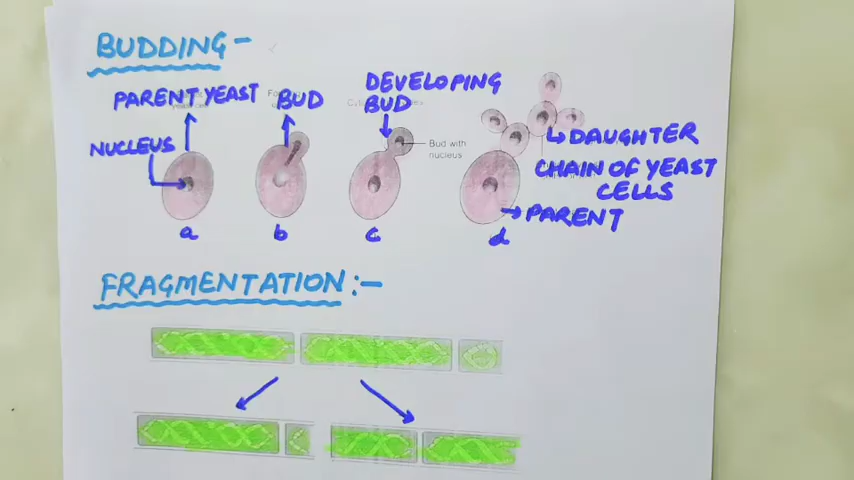 BUDDING -
PARENT YEAST
BUD
DEVELOPING
BUD
NUCLEUS
Bud with
nucleus
DAUGHTER
CHAIN OF YEAST
CELLS
PARENT
a
b
c
d
FRAGMENTATION :-